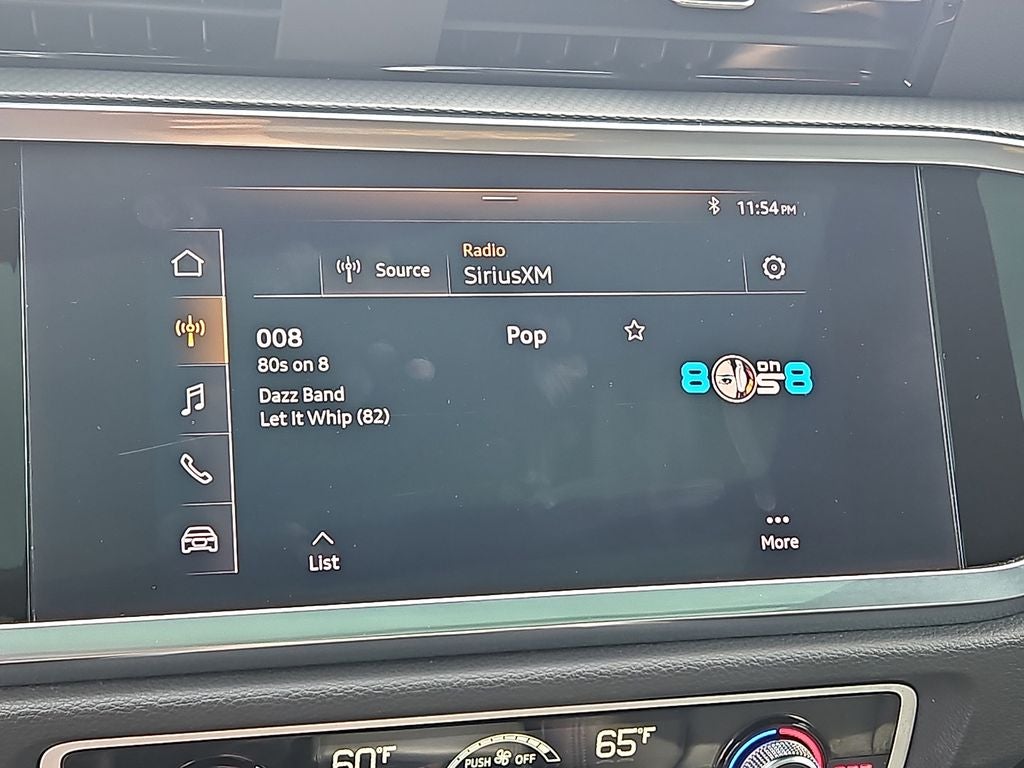 11:54 PM
Radio
Source
SiriusXM
008
Pop
80s on 8
80s on 8
Dazz Band
Let It Whip (82)
List
More
60°F
PUSH OFF
65°F